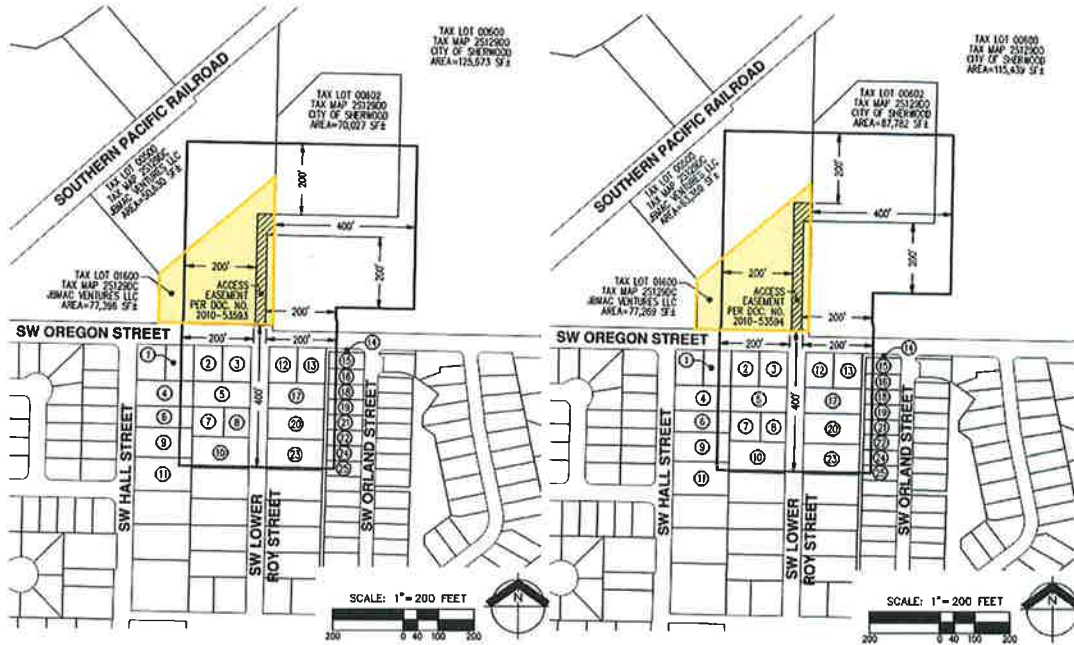 TAX LOT 00600
TAX MAP 2S12900
CITY OF SHERWOOD
AREA=125,573 SF±
TAX LOT 00602
TAX MAP 2S12900
CITY OF SHERWOOD
AREA=70,027 SF±
SOUTHERN PACIFIC RAILROAD
TAX LOT 00500
TAX MAP 2S1290C
JBMAC VENTURES LLC
200'
400'
200'
200'
TAX LOT 01600
TAX MAP 2S1290C
JBMAC VENTURES LLC
AREA=77,396 SF±
ACCESS
EASEMENT
PER DOC. NO.
2010-53593
200'
SW OREGON STREET
200'
200'
1
2
3
12
13
14
15
16
4
5
17
18
400'
19
6
7
8
20
21
22
9
10
23
24
25
11
SW HALL STREET
SW LOWER
ROY STREET
SW ORLAND STREET
SCALE: 1"= 200 FEET
200
0
40
100
200
N
TAX LOT 00600
TAX MAP 2S12900
CITY OF SHERWOOD
AREA=115,439 SF±
TAX LOT 00602
TAX MAP 2S12900
CITY OF SHERWOOD
AREA=87,782 SF±
SOUTHERN PACIFIC RAILROAD
TAX LOT 00500
TAX MAP 2S1290C
JBMAC VENTURES LLC
200'
400'
200'
200'
TAX LOT 01600
TAX MAP 2S1290C
JBMAC VENTURES LLC
AREA=77,269 SF±
ACCESS
EASEMENT
PER DOC. NO.
2010-53594
200'
SW OREGON STREET
200'
200'
1
2
3
12
13
14
15
16
4
5
17
18
400'
19
6
7
8
20
21
22
9
10
23
24
25
11
SW HALL STREET
SW LOWER
ROY STREET
SW ORLAND STREET
SCALE: 1"= 200 FEET
200
0
40
100
200
N